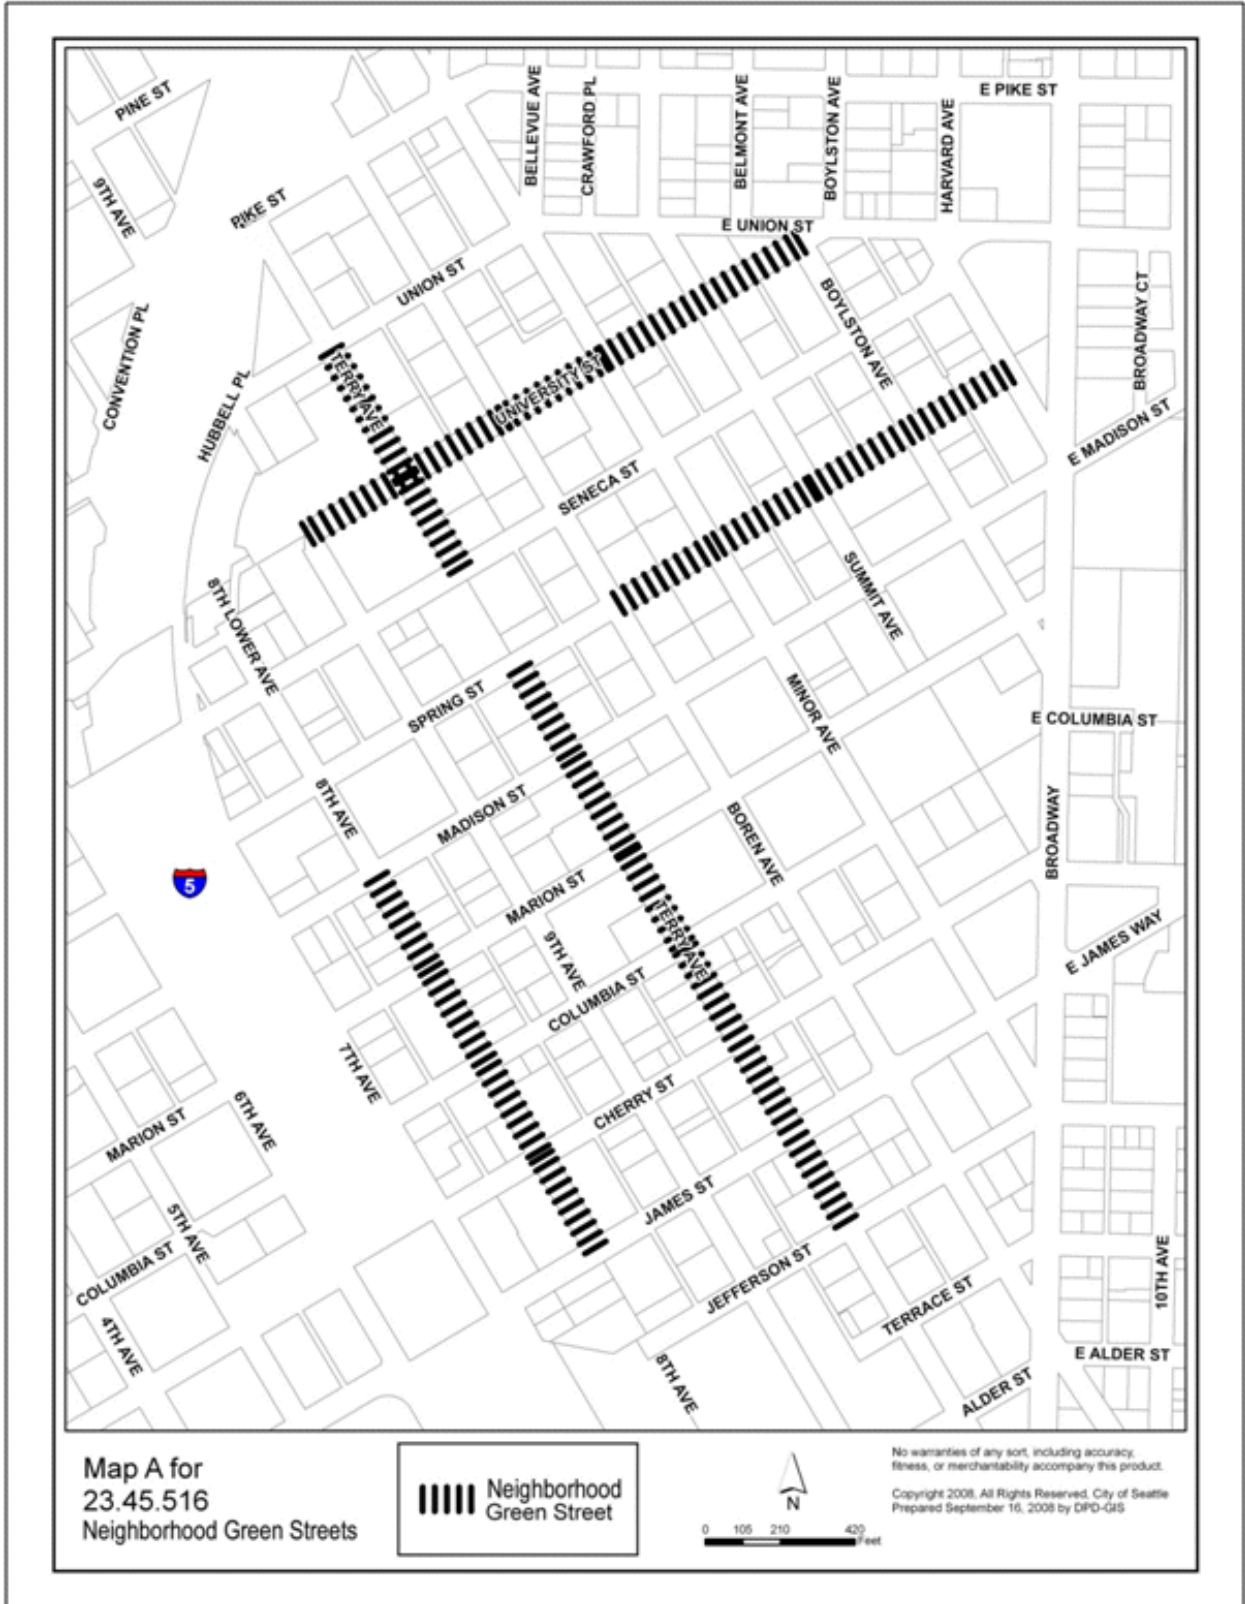 PINE ST
E PIKE ST
BELLEVUE AVE
CRAWFORD PL
BELMONT AVE
BOYLSTON AVE
HARVARD AVE
9TH AVE
PIKE ST
E UNION ST
UNION ST
BOYLSTON AVE
BROADWAY CT
CONVENTION PL
HUBBELL PL
TERRY AVE
UNIVERSITY ST
E MADISON ST
SENECA ST
8TH LOWER AVE
SUMMIT AVE
SPRING ST
MINOR AVE
E COLUMBIA ST
8TH AVE
MADISON ST
BOREN AVE
BROADWAY
5
MARION ST
TERRY AVE
9TH AVE
E JAMES WAY
COLUMBIA ST
7TH AVE
CHERRY ST
6TH AVE
MARION ST
JAMES ST
5TH AVE
COLUMBIA ST
JEFFERSON ST
TERRACE ST
10TH AVE
4TH AVE
8TH AVE
E ALDER ST
ALDER ST
Map A for
23.45.516
Neighborhood Green Streets
Neighborhood
Green Street
N
0 105 210 420
Feet
No warranties of any sort, including accuracy,
fitness, or merchantability accompany this product.
Copyright 2008, All Rights Reserved, City of Seattle
Prepared September 16, 2008 by DPD-GIS